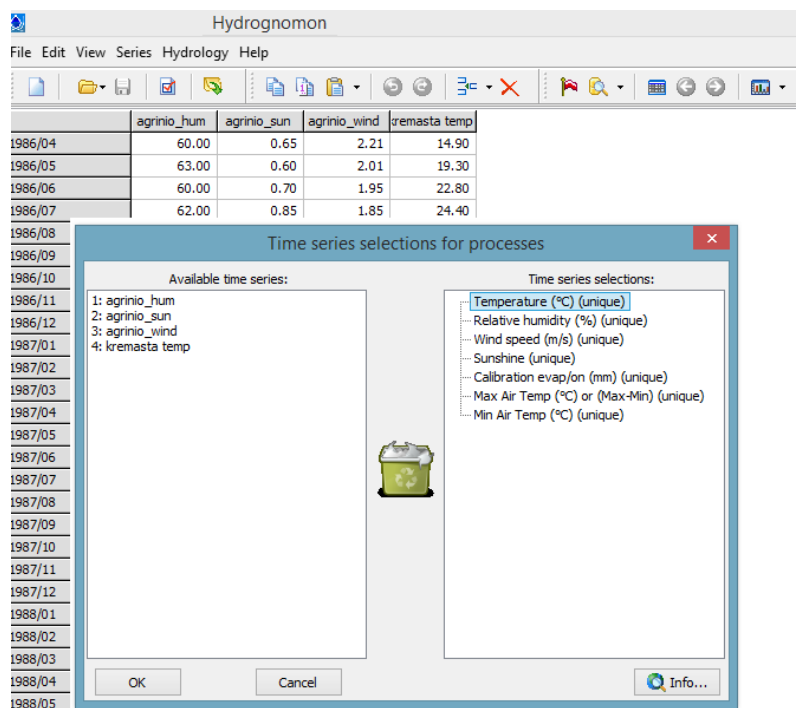 Hydrognomon
File Edit View Series Hydrology Help
agrinio_hum agrinio_sun agrinio_wind kremasta temp
1986/04 60.00 0.65 2.21 14.90
1986/05 63.00 0.60 2.01 19.30
1986/06 60.00 0.70 1.95 22.80
1986/07 62.00 0.85 1.85 24.40
1986/08
1986/09
1986/10
1986/11
1986/12
1987/01
1987/02
1987/03
1987/04
1987/05
1987/06
1987/07
1987/08
1987/09
1987/10
1987/11
1987/12
1988/01
1988/02
1988/03
1988/04
1988/05
Time series selections for processes
Available time series:
1: agrinio_hum
2: agrinio_sun
3: agrinio_wind
4: kremasta temp
Time series selections:
Temperature (ºC) (unique)
Relative humidity (%) (unique)
Wind speed (m/s) (unique)
Sunshine (unique)
Calibration evap/on (mm) (unique)
Max Air Temp (ºC) or (Max-Min) (unique)
Min Air Temp (ºC) (unique)
OK
Cancel
Info...